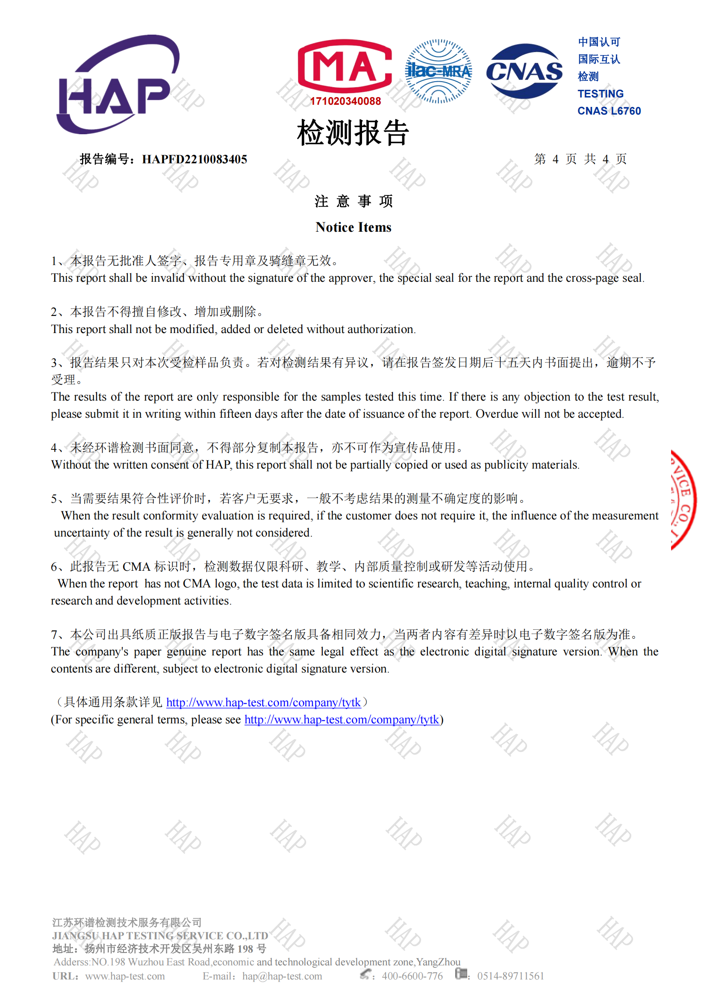 HAP
MA
171020340088
ilac-MRA
CNAS
中国认可
国际互认
检测
TESTING
CNAS L6760
检测报告
报告编号：HAPFD2210083405
第 4 页 共 4 页
注 意 事 项
Notice Items
1、本报告无批准人签字、报告专用章及骑缝章无效。
This report shall be invalid without the signature of the approver, the special seal for the report and the cross-page seal.
2、本报告不得擅自修改、增加或删除。
This report shall not be modified, added or deleted without authorization.
3、报告结果只对本次受检样品负责。若对检测结果有异议，请在报告签发日期后十五天内书面提出，逾期不予
受理。
The results of the report are only responsible for the samples tested this time. If there is any objection to the test result,
please submit it in writing within fifteen days after the date of issuance of the report. Overdue will not be accepted.
4、未经环谱检测书面同意，不得部分复制本报告，亦不可作为宣传品使用。
Without the written consent of HAP, this report shall not be partially copied or used as publicity materials.
5、当需要结果符合性评价时，若客户无要求，一般不考虑结果的测量不确定度的影响。
When the result conformity evaluation is required, if the customer does not require it, the influence of the measurement
uncertainty of the result is generally not considered.
6、此报告无 CMA 标识时，检测数据仅限科研、教学、内部质量控制或研发等活动使用。
When the report has not CMA logo, the test data is limited to scientific research, teaching, internal quality control or
research and development activities.
7、本公司出具纸质正版报告与电子数字签名版具备相同效力，当两者内容有差异时以电子数字签名版为准。
The company's paper genuine report has the same legal effect as the electronic digital signature version. When the
contents are different, subject to electronic digital signature version.
（具体通用条款详见 http://www.hap-test.com/company/tytk）
(For specific general terms, please see http://www.hap-test.com/company/tytk)
RVICE CO.
江苏环谱检测技术服务有限公司
JIANGSU HAP TESTING SERVICE CO.,LTD
地址：扬州市经济技术开发区吴州东路 198 号
Adderss:NO.198 Wuzhou East Road,economic and technological development zone,YangZhou
URL：www.hap-test.com E-mail：hap@hap-test.com ：400-6600-776 ：0514-89711561